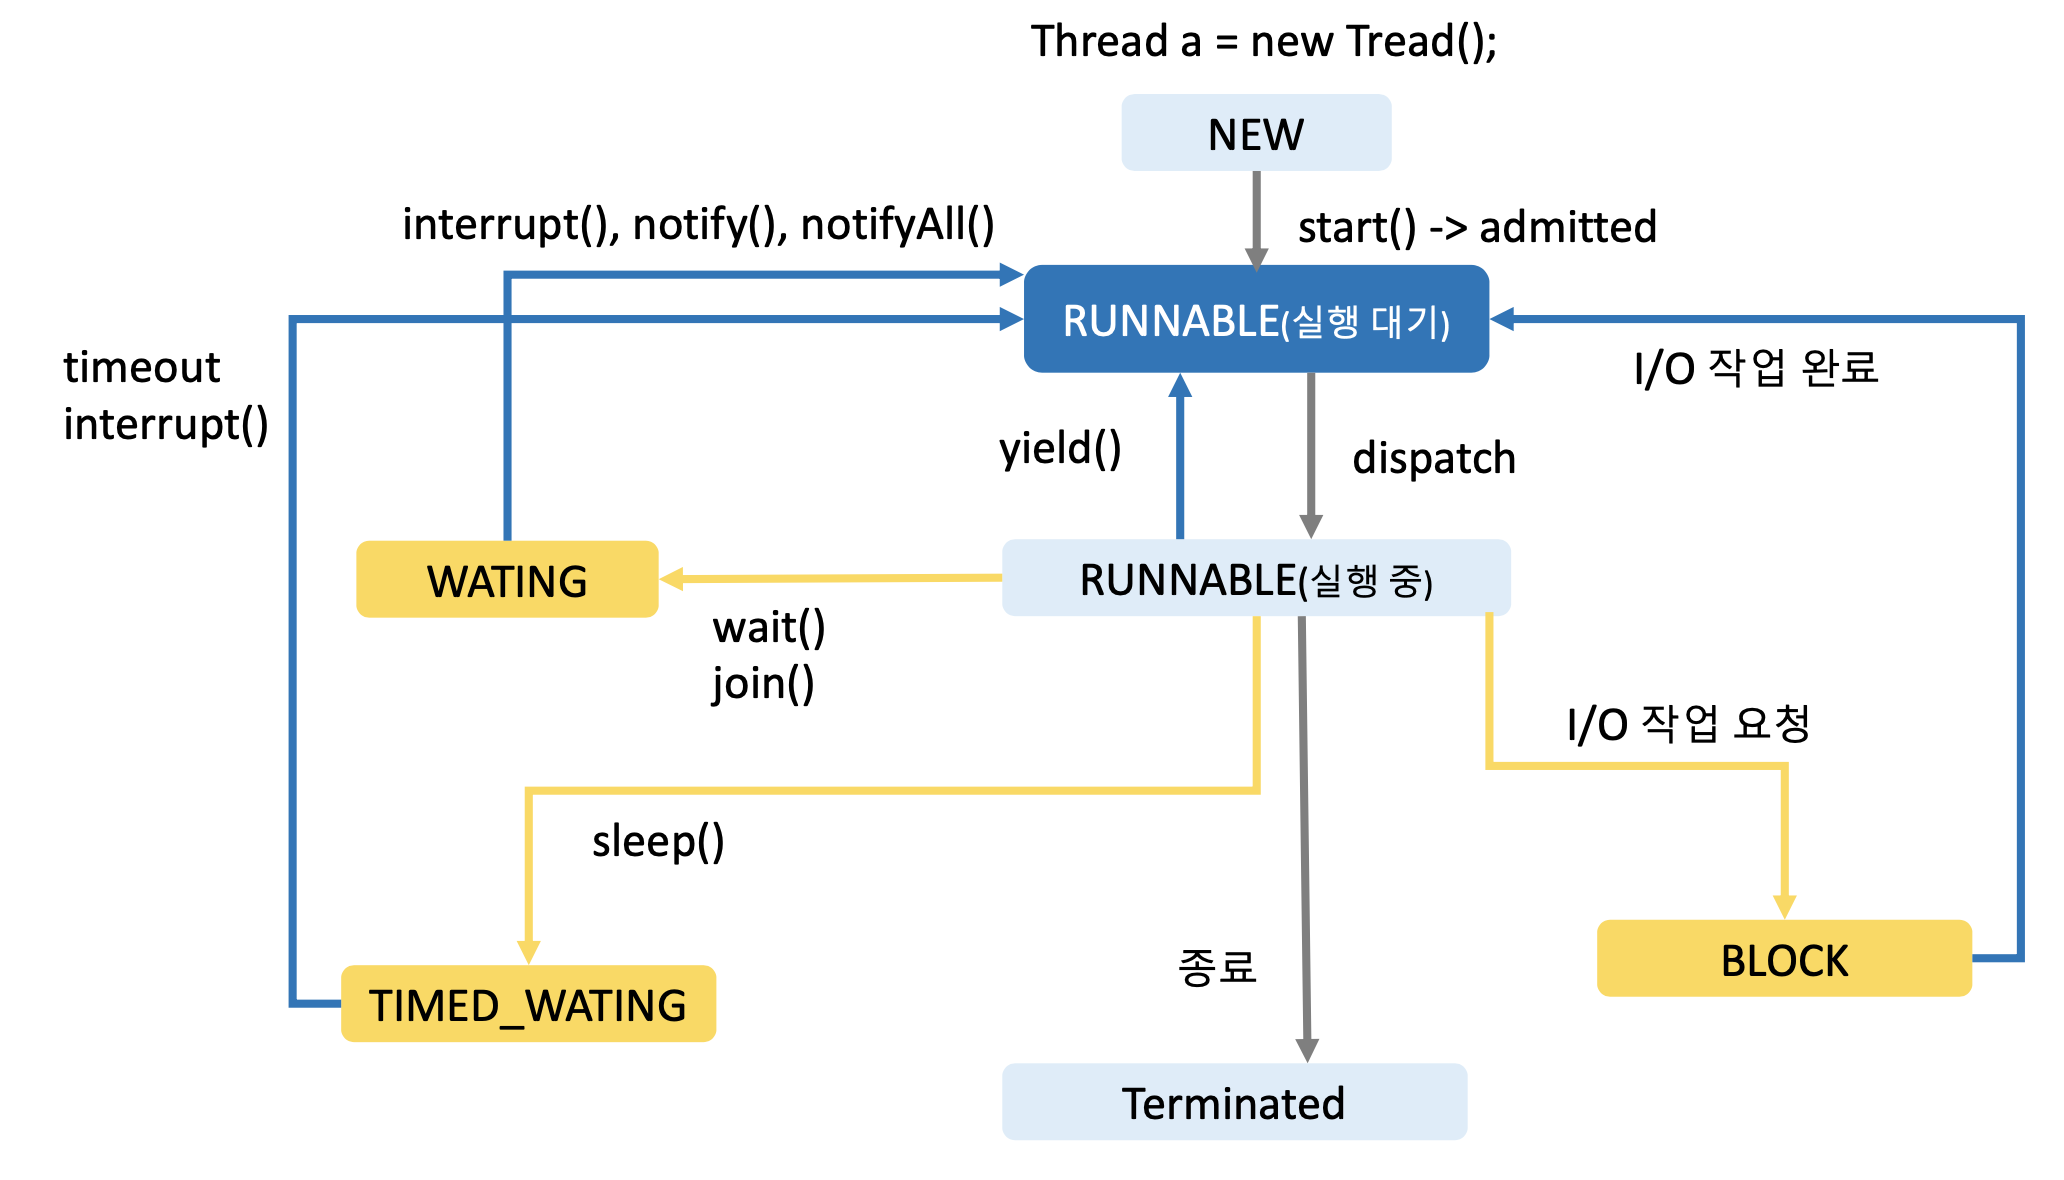 Thread a = new Tread();
NEW
interrupt(), notify(), notifyAll()
start() -> admitted
RUNNABLE(실행 대기)
timeout
interrupt()
I/O 작업 완료
yield()
dispatch
WATING
RUNNABLE(실행 중)
wait()
join()
I/O 작업 요청
sleep()
종료
BLOCK
TIMED_WATING
Terminated